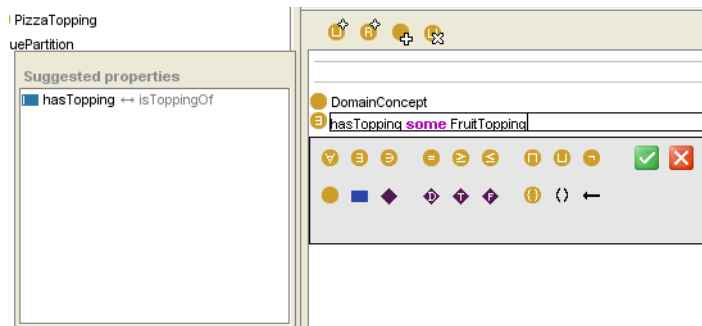 PizzaTopping
uePartition
Suggested properties
hasTopping ↔ isToppingOf
DomainConcept
hasTopping some FruitTopping